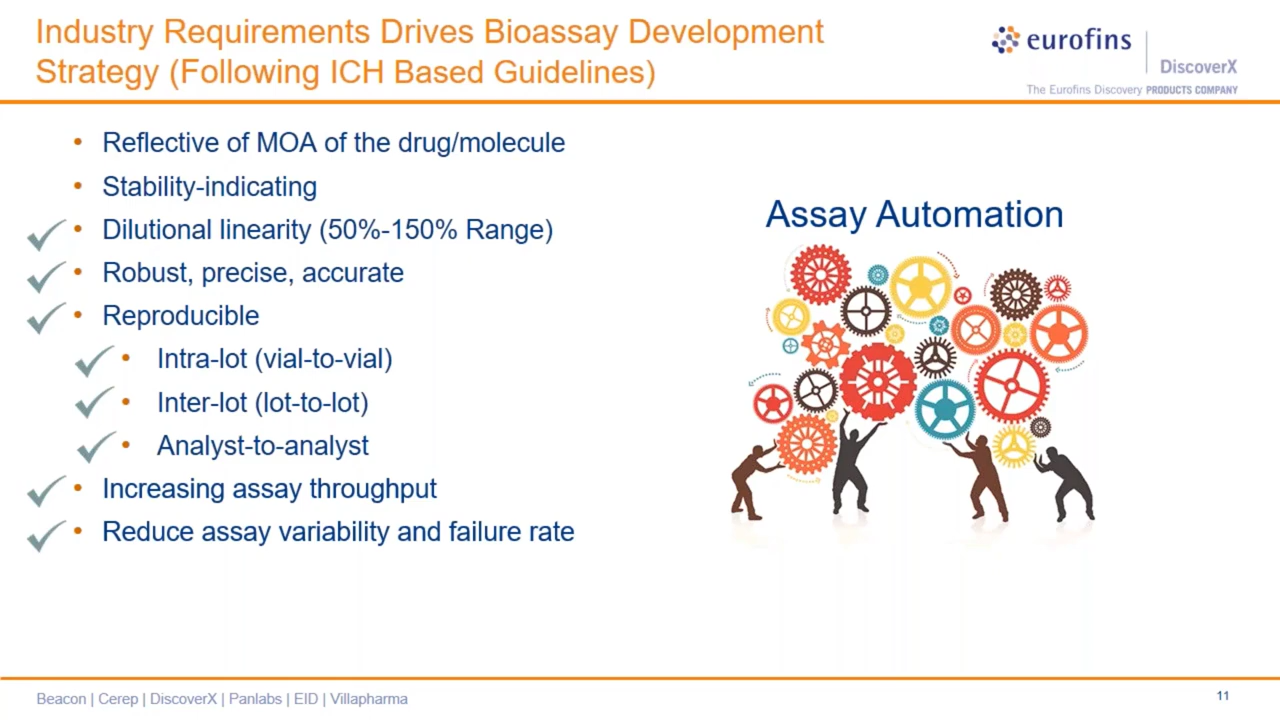 Industry Requirements Drives Bioassay Development
Strategy (Following ICH Based Guidelines)
eurofins
DiscoverX
The Eurofins Discovery PRODUCTS COMPANY
• Reflective of MOA of the drug/molecule
• Stability-indicating
• Dilutional linearity (50%-150% Range)
• Robust, precise, accurate
• Reproducible
• Intra-lot (vial-to-vial)
• Inter-lot (lot-to-lot)
• Analyst-to-analyst
• Increasing assay throughput
• Reduce assay variability and failure rate
Assay Automation
Beacon | Cerep | DiscoverX | Panlabs | EID | Villapharma
11